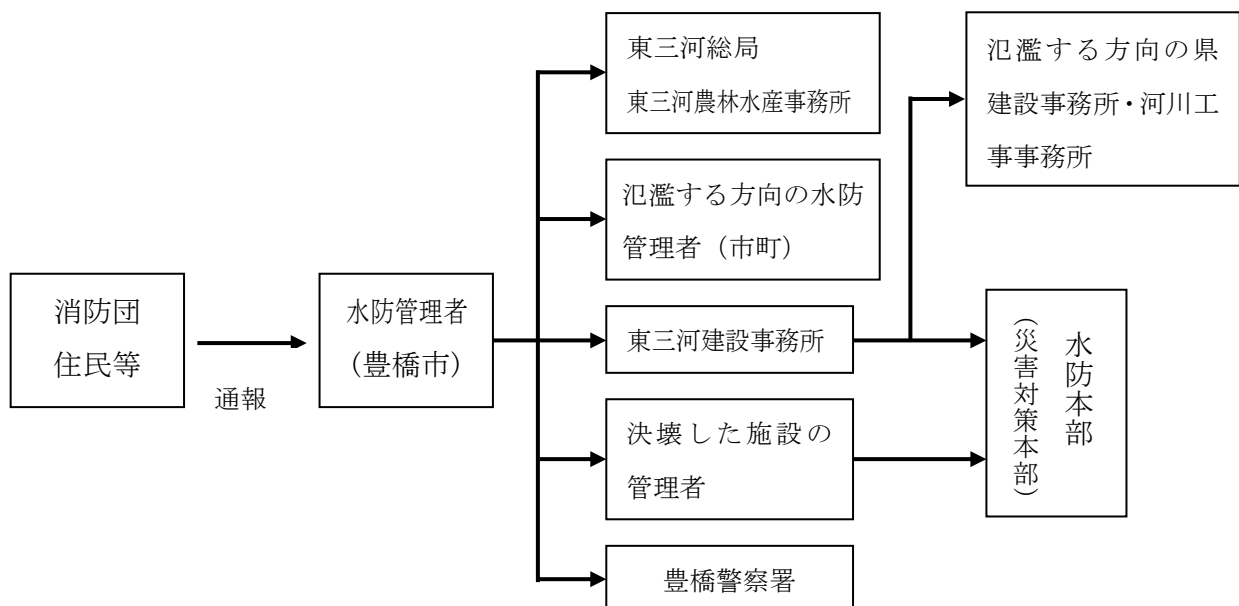 消防団
住民等
通報
水防管理者
（豊橋市）
東三河総局
東三河農林水産事務所
氾濫する方向の水防
管理者（市町）
東三河建設事務所
決壊した施設の
管理者
豊橋警察署
氾濫する方向の県
建設事務所・河川工
事事務所
水防本部
（災害対策本部）